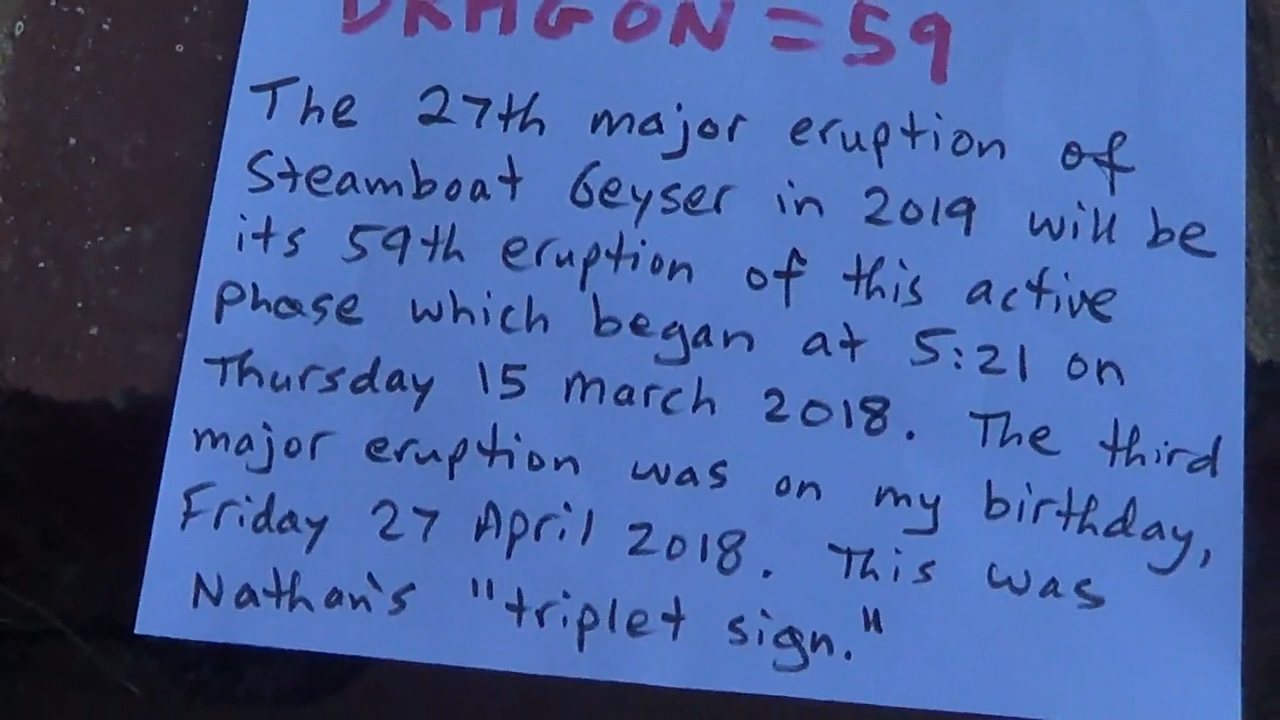 DRAGON = 59
The 27th major eruption of
Steamboat Geyser in 2019 will be
its 59th eruption of this active
phase which began at 5:21 on
Thursday 15 march 2018. The third
major eruption was on my birthday,
Friday 27 April 2018. This was
Nathan's "triplet sign."